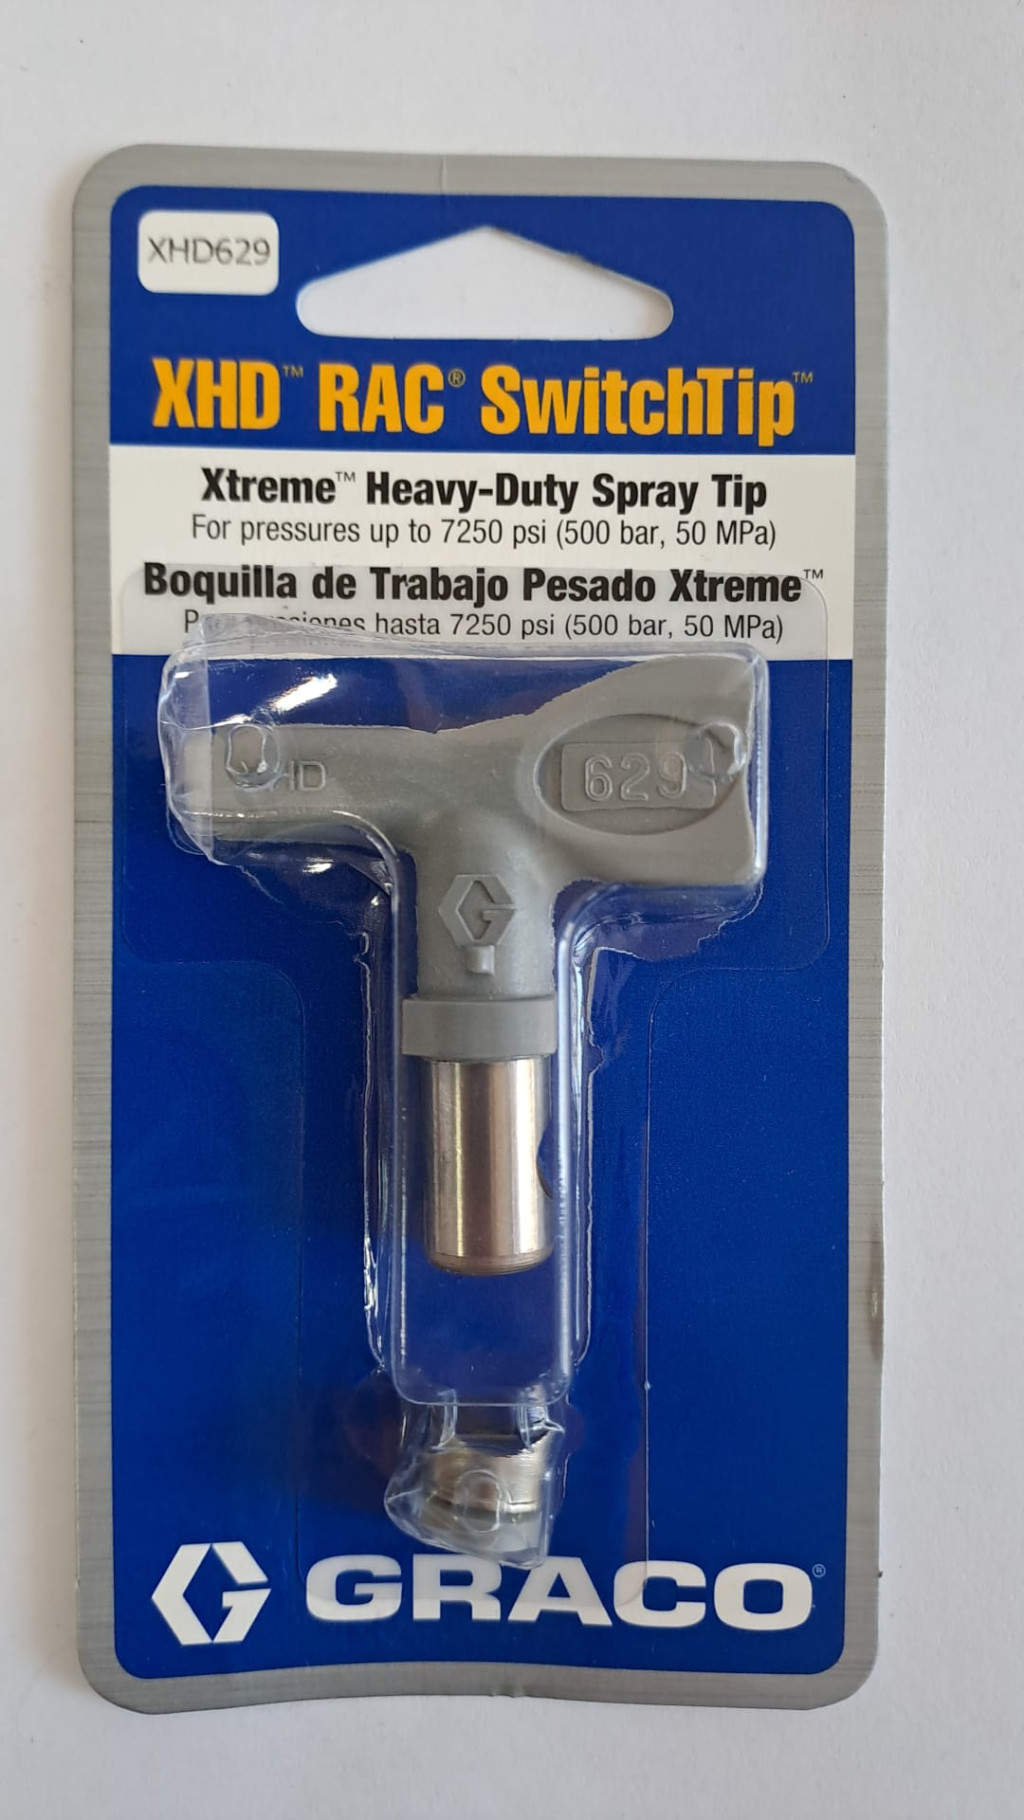 XHD629
XHD™ RAC® SwitchTip™
Xtreme™ Heavy-Duty Spray Tip
For pressures up to 7250 psi (500 bar, 50 MPa)
Boquilla de Trabajo Pesado Xtreme™
hasta 7250 psi (500 bar, 50 MPa)
HD 629
G
GRACO®